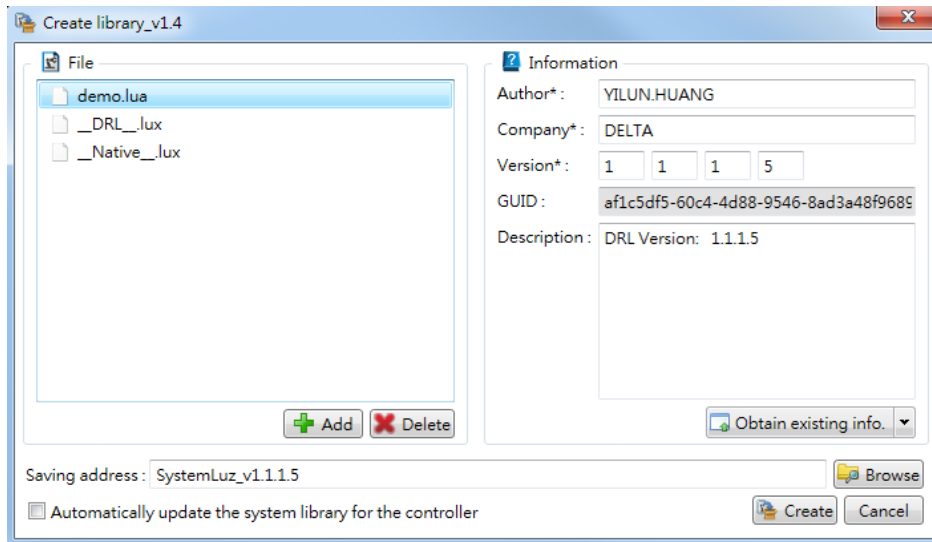 Create library_v1.4
File
demo.lua
__DRL__.lux
__Native__.lux
Add
Delete
Information
Author* : YILUN.HUANG
Company* : DELTA
Version* : 1 1 1 5
GUID : af1c5df5-60c4-4d88-9546-8ad3a48f9689
Description : DRL Version: 1.1.1.5
Obtain existing info.
Saving address : SystemLuz_v1.1.1.5
Browse
Automatically update the system library for the controller
Create
Cancel